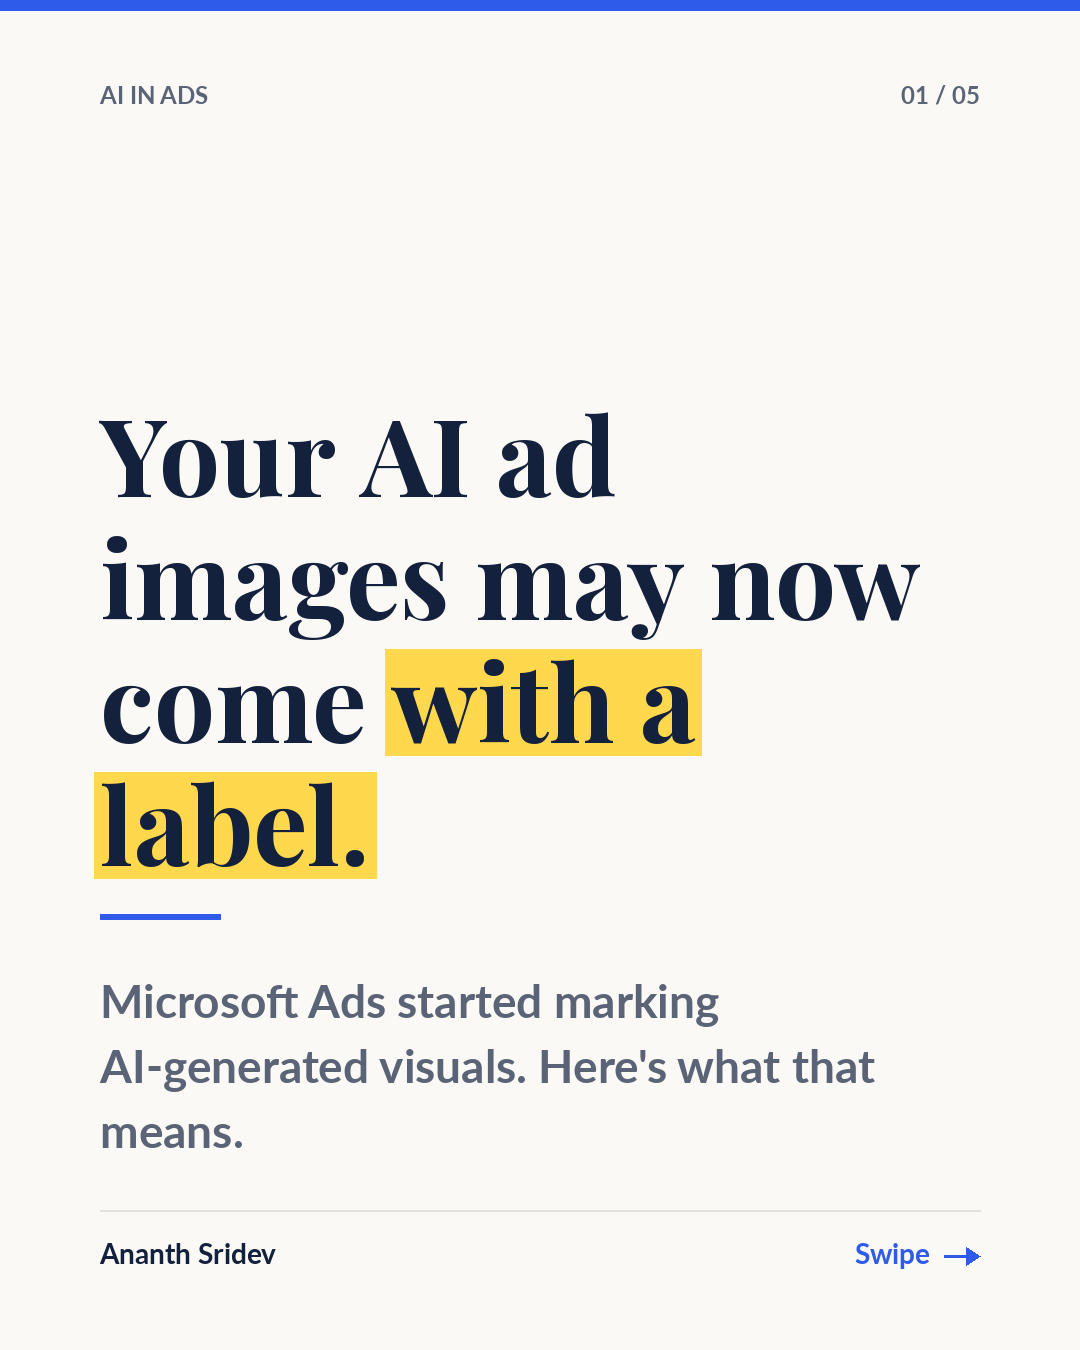 AI IN ADS
01 / 05
Your AI ad
images may now
come with a
label.
Microsoft Ads started marking
AI-generated visuals. Here's what that
means.
Ananth Sridev
Swipe